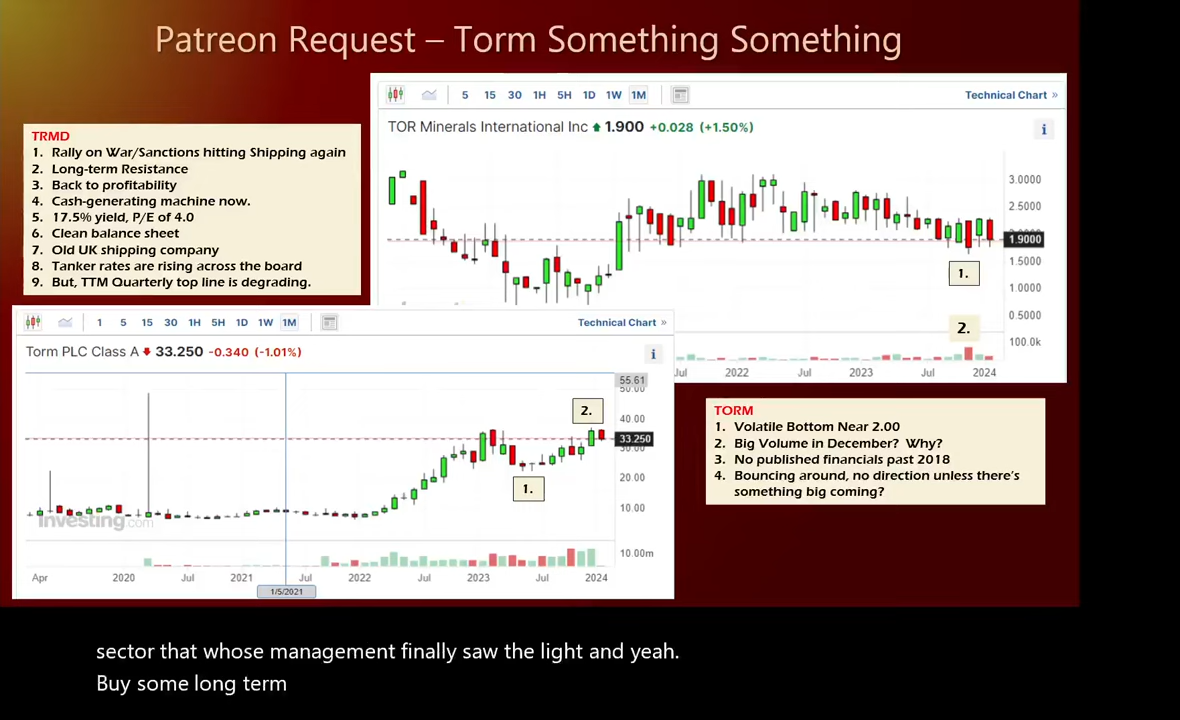 Patreon Request – Torm Something Something
5 15 30 1H 5H 1D 1W 1M
Technical Chart »
TOR Minerals International Inc 1.900 +0.028 (+1.50%)
i
3.0000
2.5000
1.9000
1.5000
1.0000
0.5000
100.0k
1.
2.
Jul 2022 Jul 2023 Jul 2024
TRMD
1. Rally on War/Sanctions hitting Shipping again
2. Long-term Resistance
3. Back to profitability
4. Cash-generating machine now.
5. 17.5% yield, P/E of 4.0
6. Clean balance sheet
7. Old UK shipping company
8. Tanker rates are rising across the board
9. But, TTM Quarterly top line is degrading.
1 5 15 30 1H 5H 1D 1W 1M
Technical Chart »
Torm PLC Class A 33.250 -0.340 (-1.01%)
i
55.61
50.00
40.00
33.250
30.00
20.00
10.00
10.00m
2.
1.
Investing.com
Apr 2020 Jul 2021 Jul 2022 Jul 2023 Jul 2024
1/5/2021
TORM
1. Volatile Bottom Near 2.00
2. Big Volume in December? Why?
3. No published financials past 2018
4. Bouncing around, no direction unless there's
something big coming?
sector that whose management finally saw the light and yeah.
Buy some long term